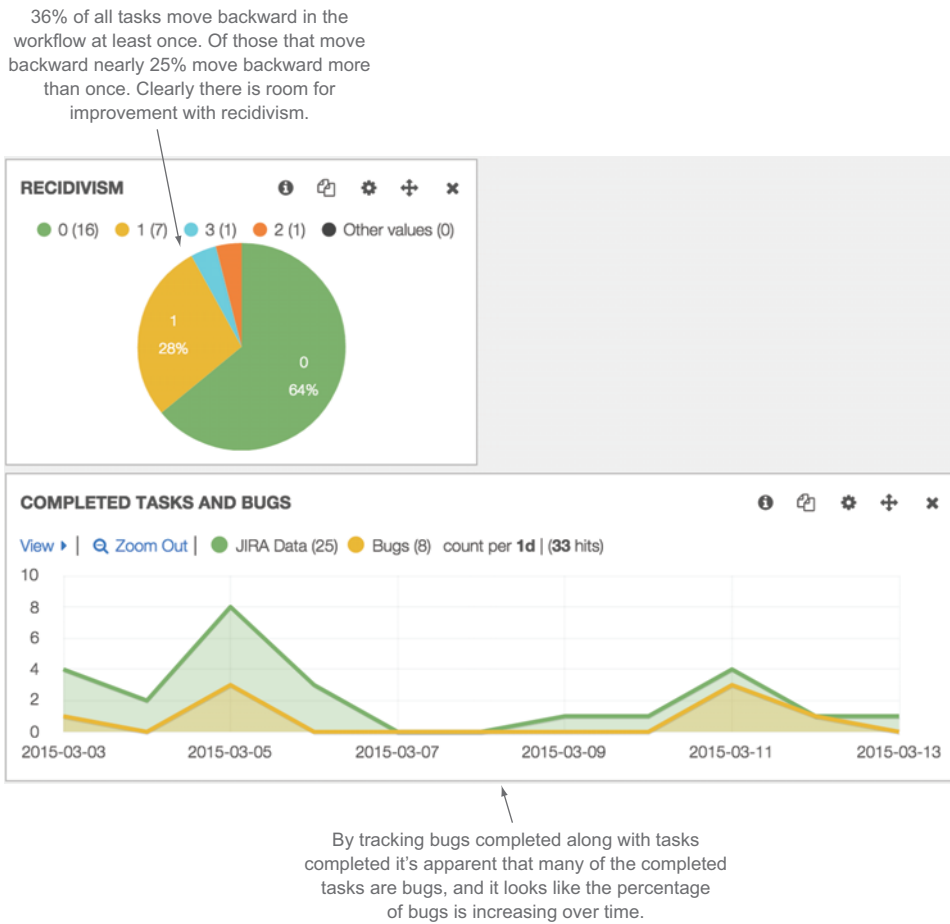 36% of all tasks move backward in the
workflow at least once. Of those that move
backward nearly 25% move backward more
than once. Clearly there is room for
improvement with recidivism.
RECIDIVISM
0 (16) 1 (7) 3 (1) 2 (1) Other values (0)
1
28%
0
64%
COMPLETED TASKS AND BUGS
View | Zoom Out | JIRA Data (25) Bugs (8) count per 1d | (33 hits)
10
8
6
4
2
0
2015-03-03 2015-03-05 2015-03-07 2015-03-09 2015-03-11 2015-03-13
By tracking bugs completed along with tasks
completed it's apparent that many of the completed
tasks are bugs, and it looks like the percentage
of bugs is increasing over time.